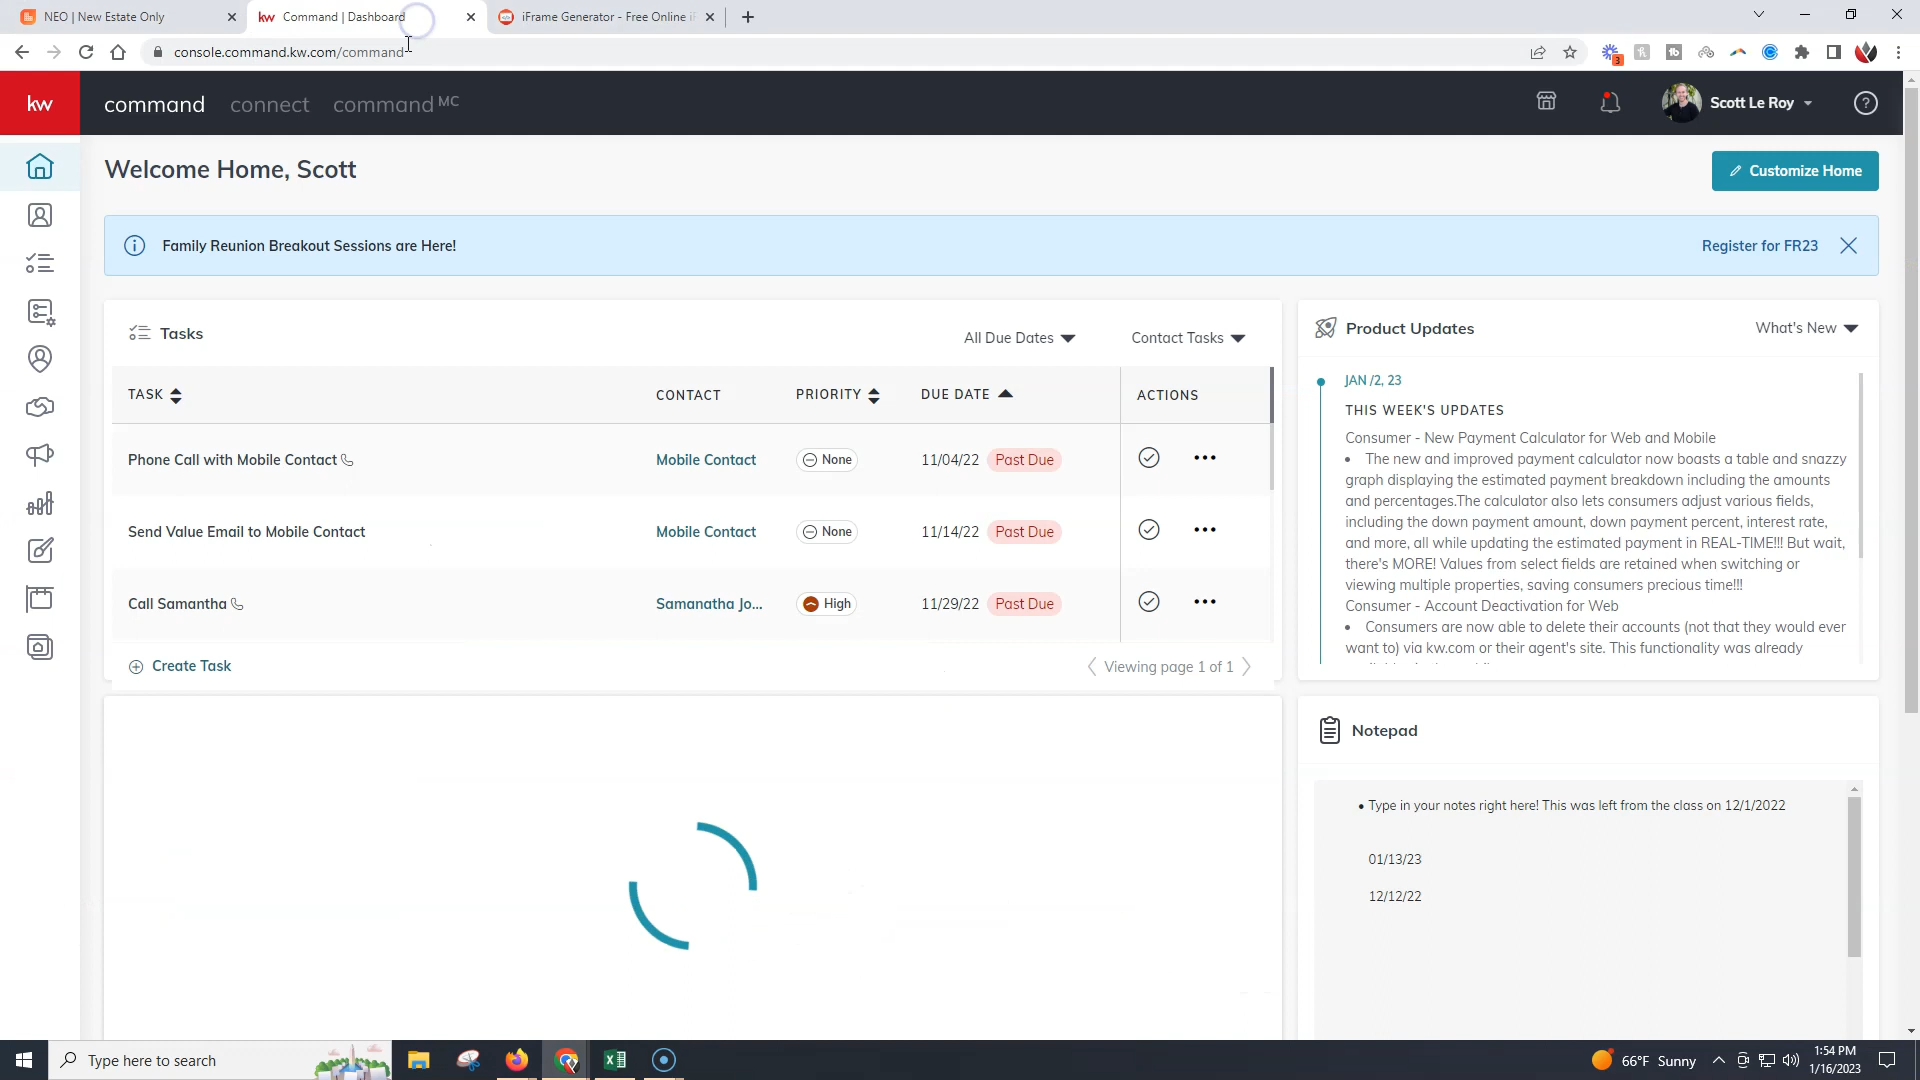 NEO | New Estate Only
kw Command | Dashboard
iFrame Generator - Free Online iF
console.command.kw.com/command
3
kw command connect command MC
Scott Le Roy
Welcome Home, Scott
Customize Home
Family Reunion Breakout Sessions are Here!
Register for FR23
Tasks
All Due Dates
Contact Tasks
TASK CONTACT PRIORITY DUE DATE ACTIONS
Phone Call with Mobile Contact Mobile Contact None 11/04/22 Past Due
Send Value Email to Mobile Contact Mobile Contact None 11/14/22 Past Due
Call Samantha Samanatha Jo... High 11/29/22 Past Due
Create Task
Viewing page 1 of 1
Product Updates
What's New
JAN /2, 23
THIS WEEK'S UPDATES
Consumer - New Payment Calculator for Web and Mobile
• The new and improved payment calculator now boasts a table and snazzy
graph displaying the estimated payment breakdown including the amounts
and percentages.The calculator also lets consumers adjust various fields,
including the down payment amount, down payment percent, interest rate,
and more, all while updating the estimated payment in REAL-TIME!!! But wait,
there's MORE! Values from select fields are retained when switching or
viewing multiple properties, saving consumers precious time!!!
Consumer - Account Deactivation for Web
• Consumers are now able to delete their accounts (not that they would ever
want to) via kw.com or their agent's site. This functionality was already
Notepad
• Type in your notes right here! This was left from the class on 12/1/2022
01/13/23
12/12/22
Type here to search
66°F Sunny
1:54 PM
1/16/2023